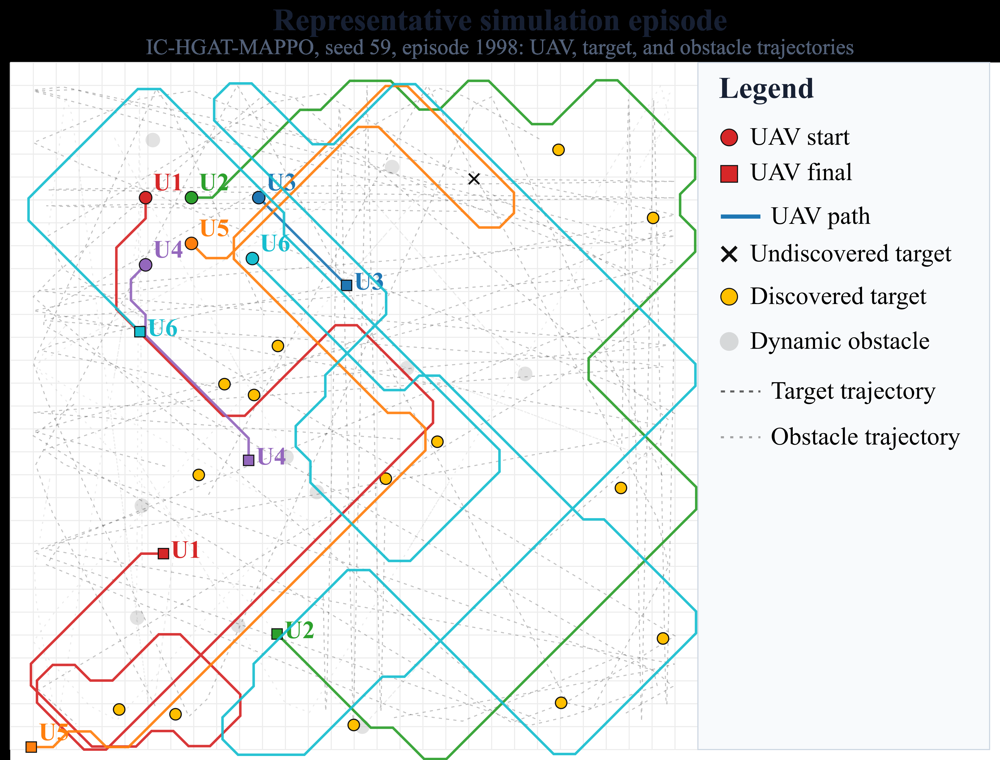 Representative simulation episode
IC-HGAT-MAPPO, seed 59, episode 1998: UAV, target, and obstacle trajectories
Legend
UAV start
UAV final
UAV path
Undiscovered target
Discovered target
Dynamic obstacle
Target trajectory
Obstacle trajectory
U1
U2
U3
U5
U6
U4
U3
U6
U4
U1
U2
U5